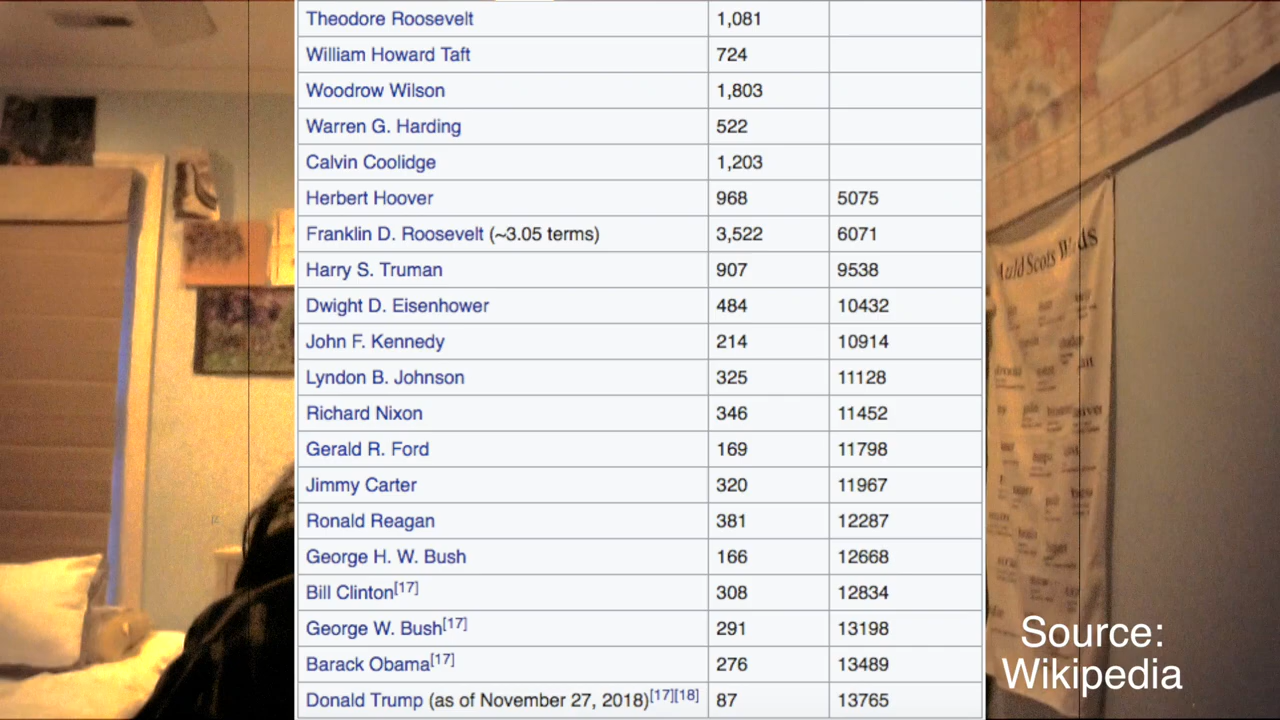 Theodore Roosevelt 1,081
William Howard Taft 724
Woodrow Wilson 1,803
Warren G. Harding 522
Calvin Coolidge 1,203
Herbert Hoover 968 5075
Franklin D. Roosevelt (~3.05 terms) 3,522 6071
Harry S. Truman 907 9538
Dwight D. Eisenhower 484 10432
John F. Kennedy 214 10914
Lyndon B. Johnson 325 11128
Richard Nixon 346 11452
Gerald R. Ford 169 11798
Jimmy Carter 320 11967
Ronald Reagan 381 12287
George H. W. Bush 166 12668
Bill Clinton[17] 308 12834
George W. Bush[17] 291 13198
Barack Obama[17] 276 13489
Donald Trump (as of November 27, 2018)[17][18] 87 13765
Auld Scots
Source:
Wikipedia